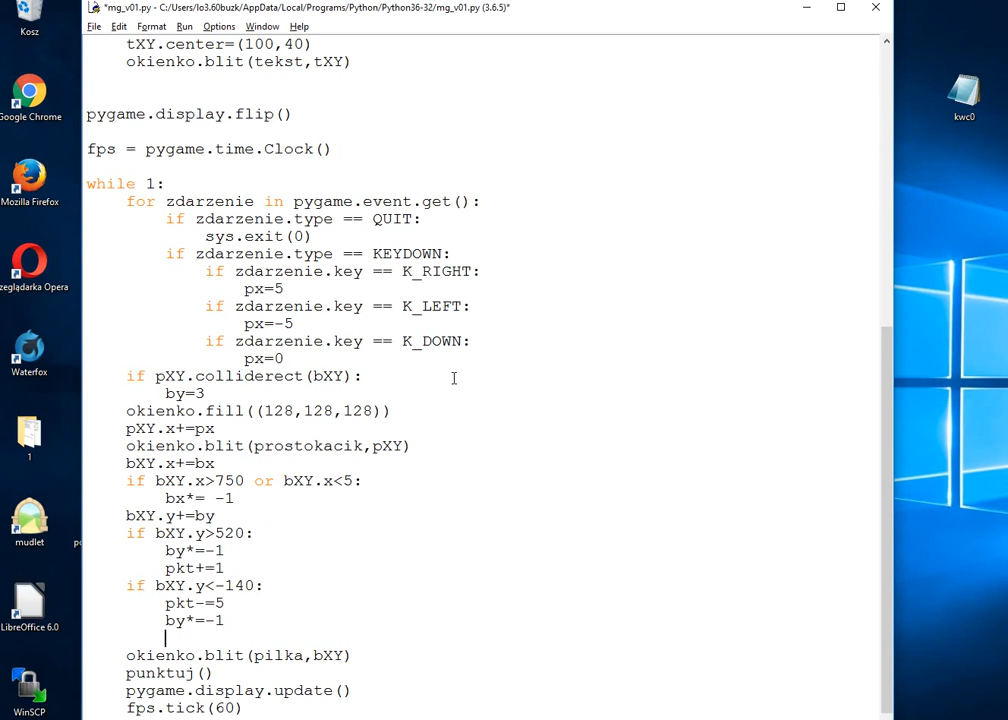 *mg_v01.py - C:/Users/lo3.60buzk/AppData/Local/Programs/Python/Python36-32/mg_v01.py (3.6.5)*
File Edit Format Run Options Window Help
Kosz
Google Chrome
Mozilla Firefox
zeglądarka Opera
Waterfox
1
mudlet
LibreOffice 6.0
WinSCP
tXY.center=(100,40)
okienko.blit(tekst,tXY)
pygame.display.flip()
fps = pygame.time.Clock()
while 1:
for zdarzenie in pygame.event.get():
if zdarzenie.type == QUIT:
sys.exit(0)
if zdarzenie.type == KEYDOWN:
if zdarzenie.key == K_RIGHT:
px=5
if zdarzenie.key == K_LEFT:
px=-5
if zdarzenie.key == K_DOWN:
px=0
if pXY.colliderect(bXY):
by=3
okienko.fill((128,128,128))
pXY.x+=px
okienko.blit(prostokacik,pXY)
bXY.x+=bx
if bXY.x>750 or bXY.x<5:
bx*= -1
bXY.y+=by
if bXY.y>520:
by*=-1
pkt+=1
if bXY.y<-140:
pkt-=5
by*=-1
okienko.blit(pilka,bXY)
punktuj()
pygame.display.update()
fps.tick(60)
kwc0